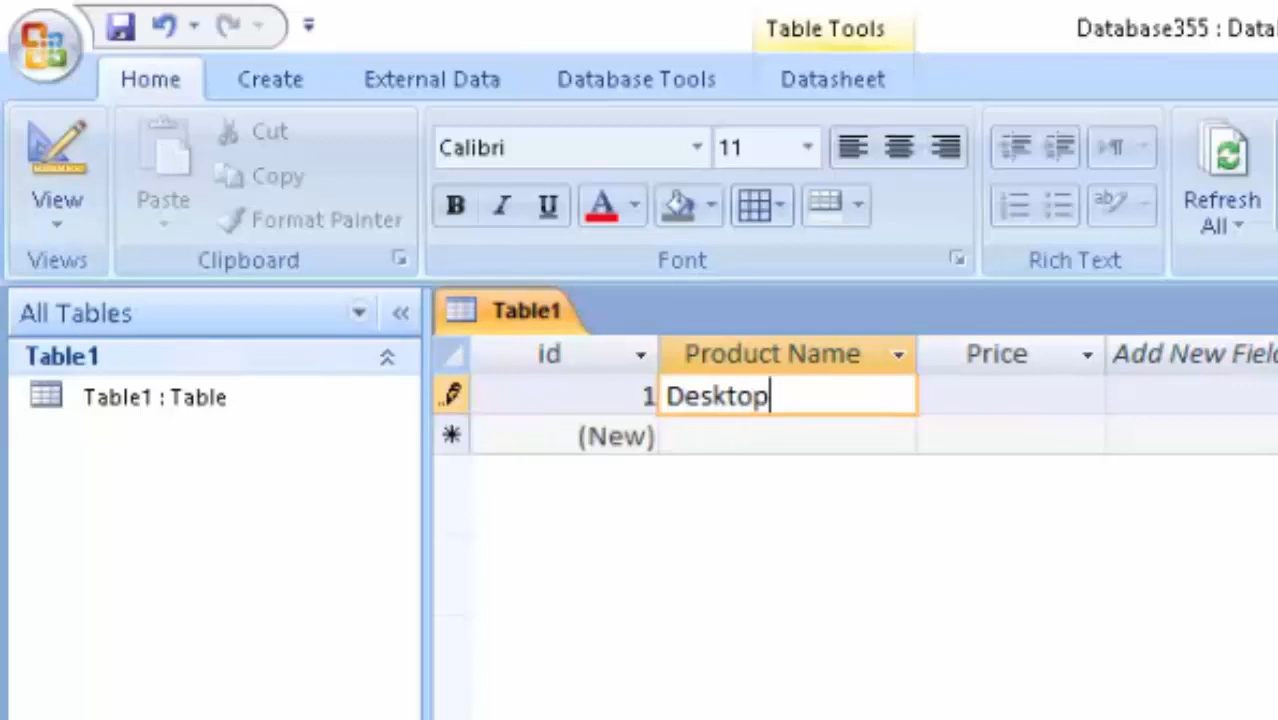 Table Tools
Database355 : Data
Home Create External Data Database Tools Datasheet
View
Paste
Cut
Copy
Format Painter
Calibri 11
B I U A
ab
Refresh
All
Views Clipboard Font Rich Text
All Tables
Table1
Table1 : Table
Table1
id Product Name Price Add New Field
1 Desktop
(New)